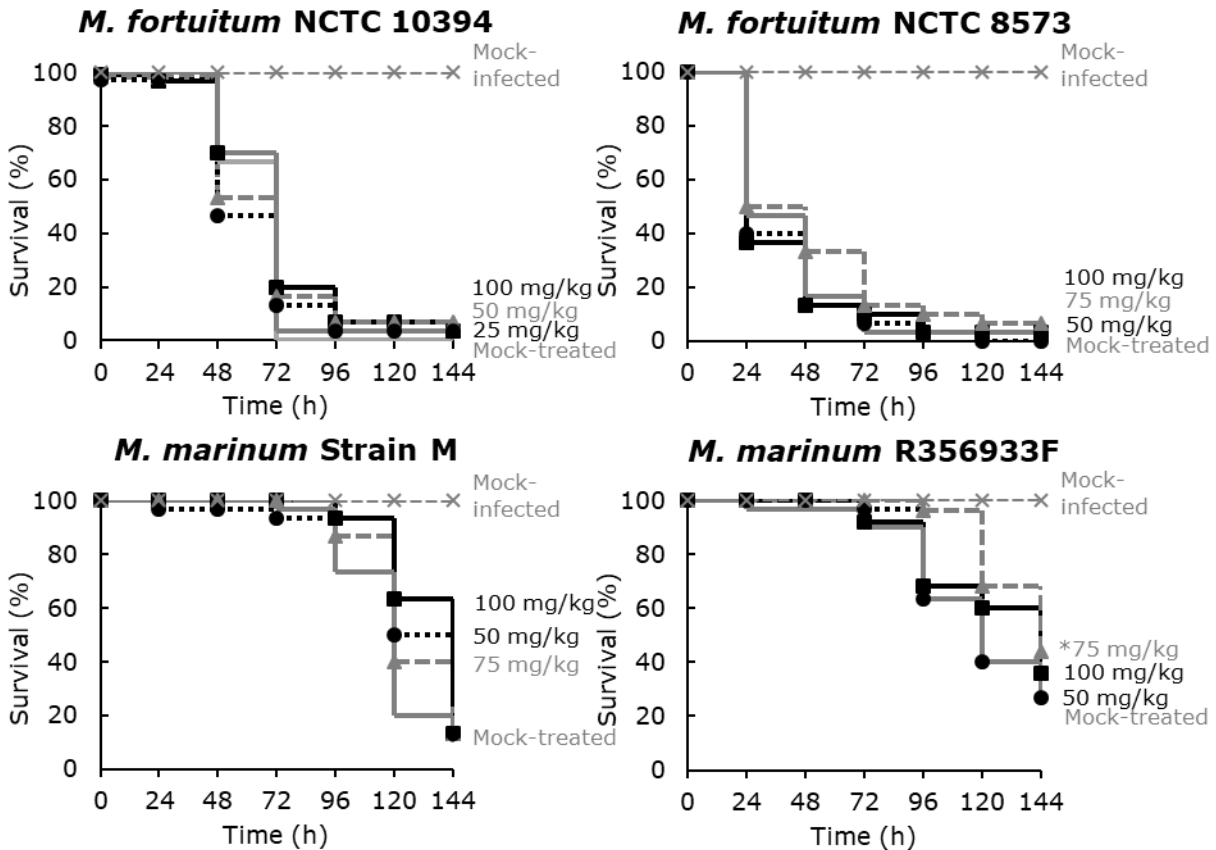 M. fortuitum NCTC 10394
Mock-
infected
100
80
60
40
20
0
Survival (%)
100 mg/kg
50 mg/kg
25 mg/kg
Mock-treated
0 24 48 72 96 120 144
Time (h)
M. fortuitum NCTC 8573
Mock-
infected
100
80
60
40
20
0
Survival (%)
100 mg/kg
75 mg/kg
50 mg/kg
Mock-treated
0 24 48 72 96 120 144
Time (h)
M. marinum Strain M
Mock-
infected
100
80
60
40
20
0
Survival (%)
100 mg/kg
50 mg/kg
75 mg/kg
Mock-treated
0 24 48 72 96 120 144
Time (h)
M. marinum R356933F
Mock-
infected
100
80
60
40
20
0
Survival (%)
*75 mg/kg
100 mg/kg
50 mg/kg
Mock-treated
0 24 48 72 96 120 144
Time (h)